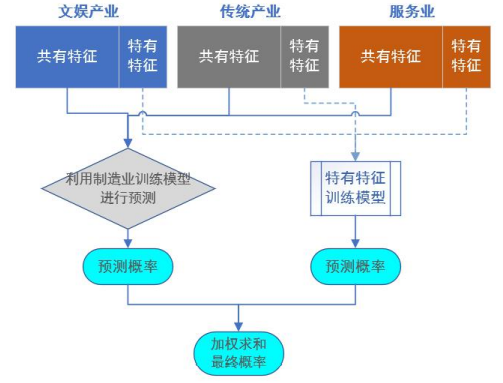 文娱产业
传统产业
服务业
共有特征
特有
特征
共有特征
特有
特征
共有特征
特有
特征
利用制造业训练模型
进行预测
特有特征
训练模型
预测概率
预测概率
加权求和
最终概率